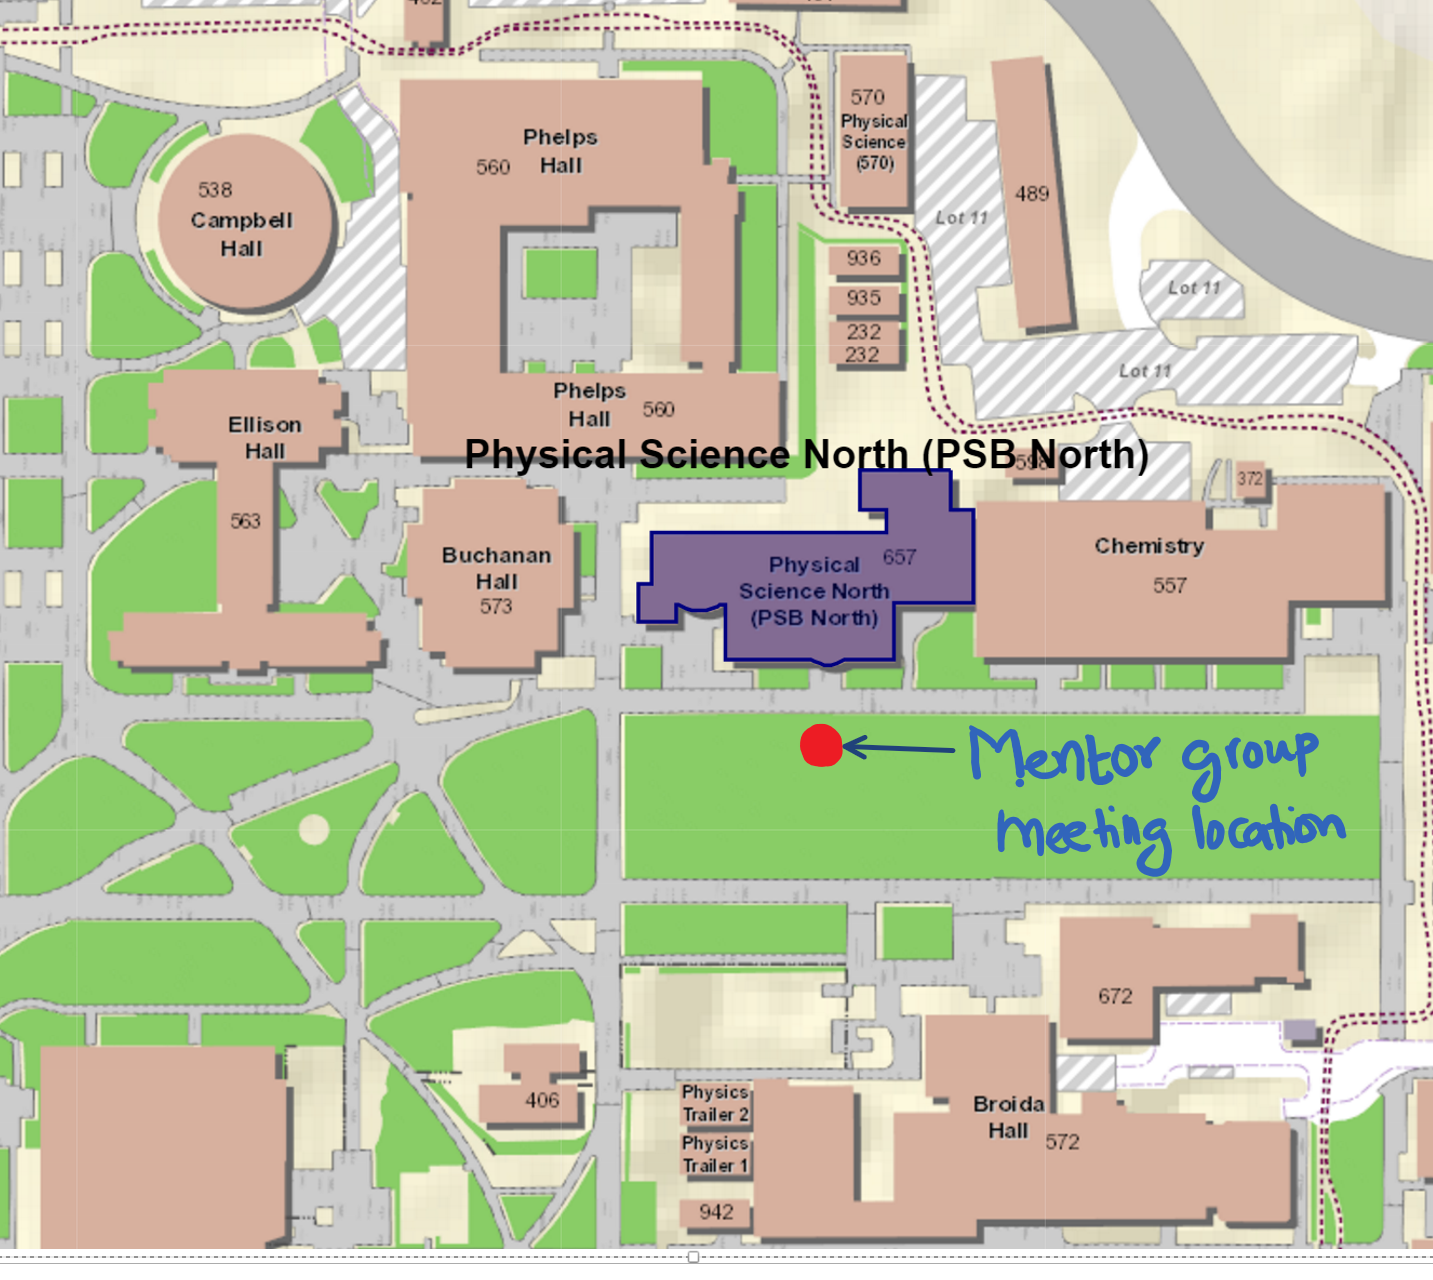 570
Physical
Science
(570)
Phelps
Hall
560
538
Campbell
Hall
489
Lot 11
936
935
232
232
Lot 11
Lot 11
Phelps
Hall
560
Ellison
Hall
Physical Science North (PSB North)
598
372
563
Buchanan
Hall
573
Physical
Science North
(PSB North)
657
Chemistry
557
Mentor group
meeting location
672
406
Physics
Trailer 2
Physics
Trailer 1
942
Broida
Hall
572